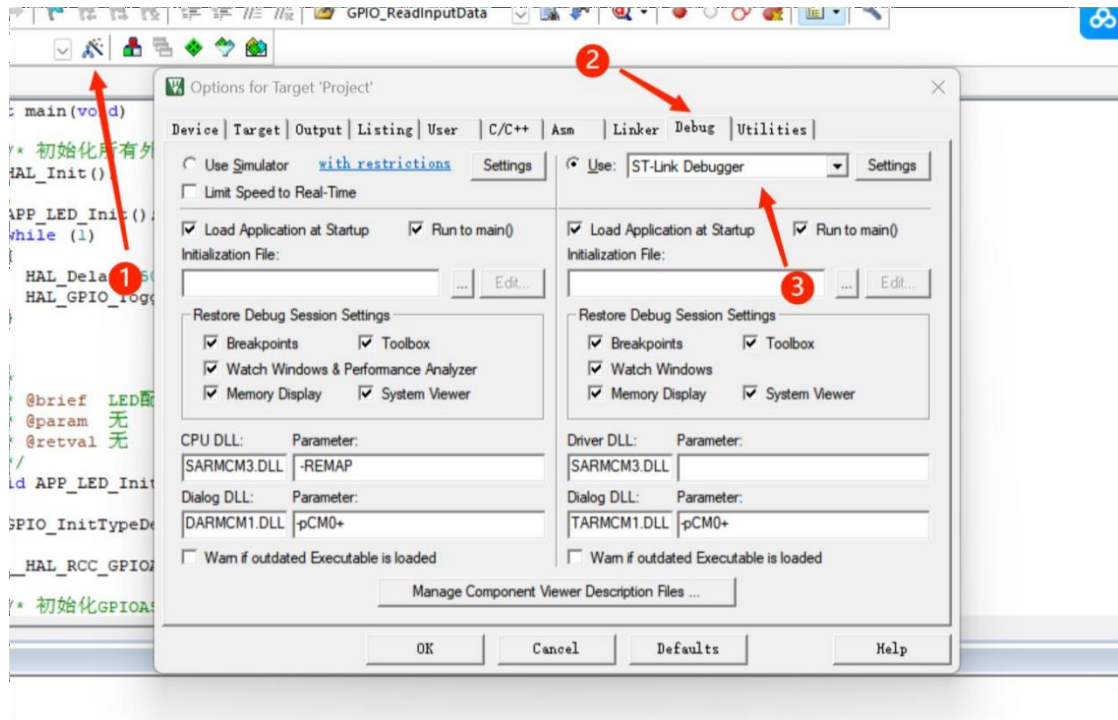 GPIO_ReadInputData
2
Options for Target 'Project'
main(void)
Device Target Output Listing User C/C++ Asm Linker Debug Utilities
/* 初始化所有外
HAL_Init()
Use Simulator with restrictions Settings Use: ST-Link Debugger Settings
Limit Speed to Real-Time
APP_LED_Init();
while (1)
Load Application at Startup Run to main() Load Application at Startup Run to main()
{
Initialization File: Initialization File:
HAL_Dela
1
HAL_GPIO_Togg
... Edit... ... Edit...
3
}
Restore Debug Session Settings Restore Debug Session Settings
Breakpoints Toolbox Breakpoints Toolbox
Watch Windows & Performance Analyzer Watch Windows
Memory Display System Viewer Memory Display System Viewer
* @brief LED配
* @param 无
* @retval 无
*/
CPU DLL: Parameter: Driver DLL: Parameter:
SARMCM3.DLL -REMAP SARMCM3.DLL
id APP_LED_Init
Dialog DLL: Parameter: Dialog DLL: Parameter:
DARMCM1.DLL -pCM0+ TARMCM1.DLL -pCM0+
GPIO_InitTypeDe
Warn if outdated Executable is loaded Warn if outdated Executable is loaded
__HAL_RCC_GPIOA
Manage Component Viewer Description Files ...
/* 初始化GPIOA5
OK Cancel Defaults Help